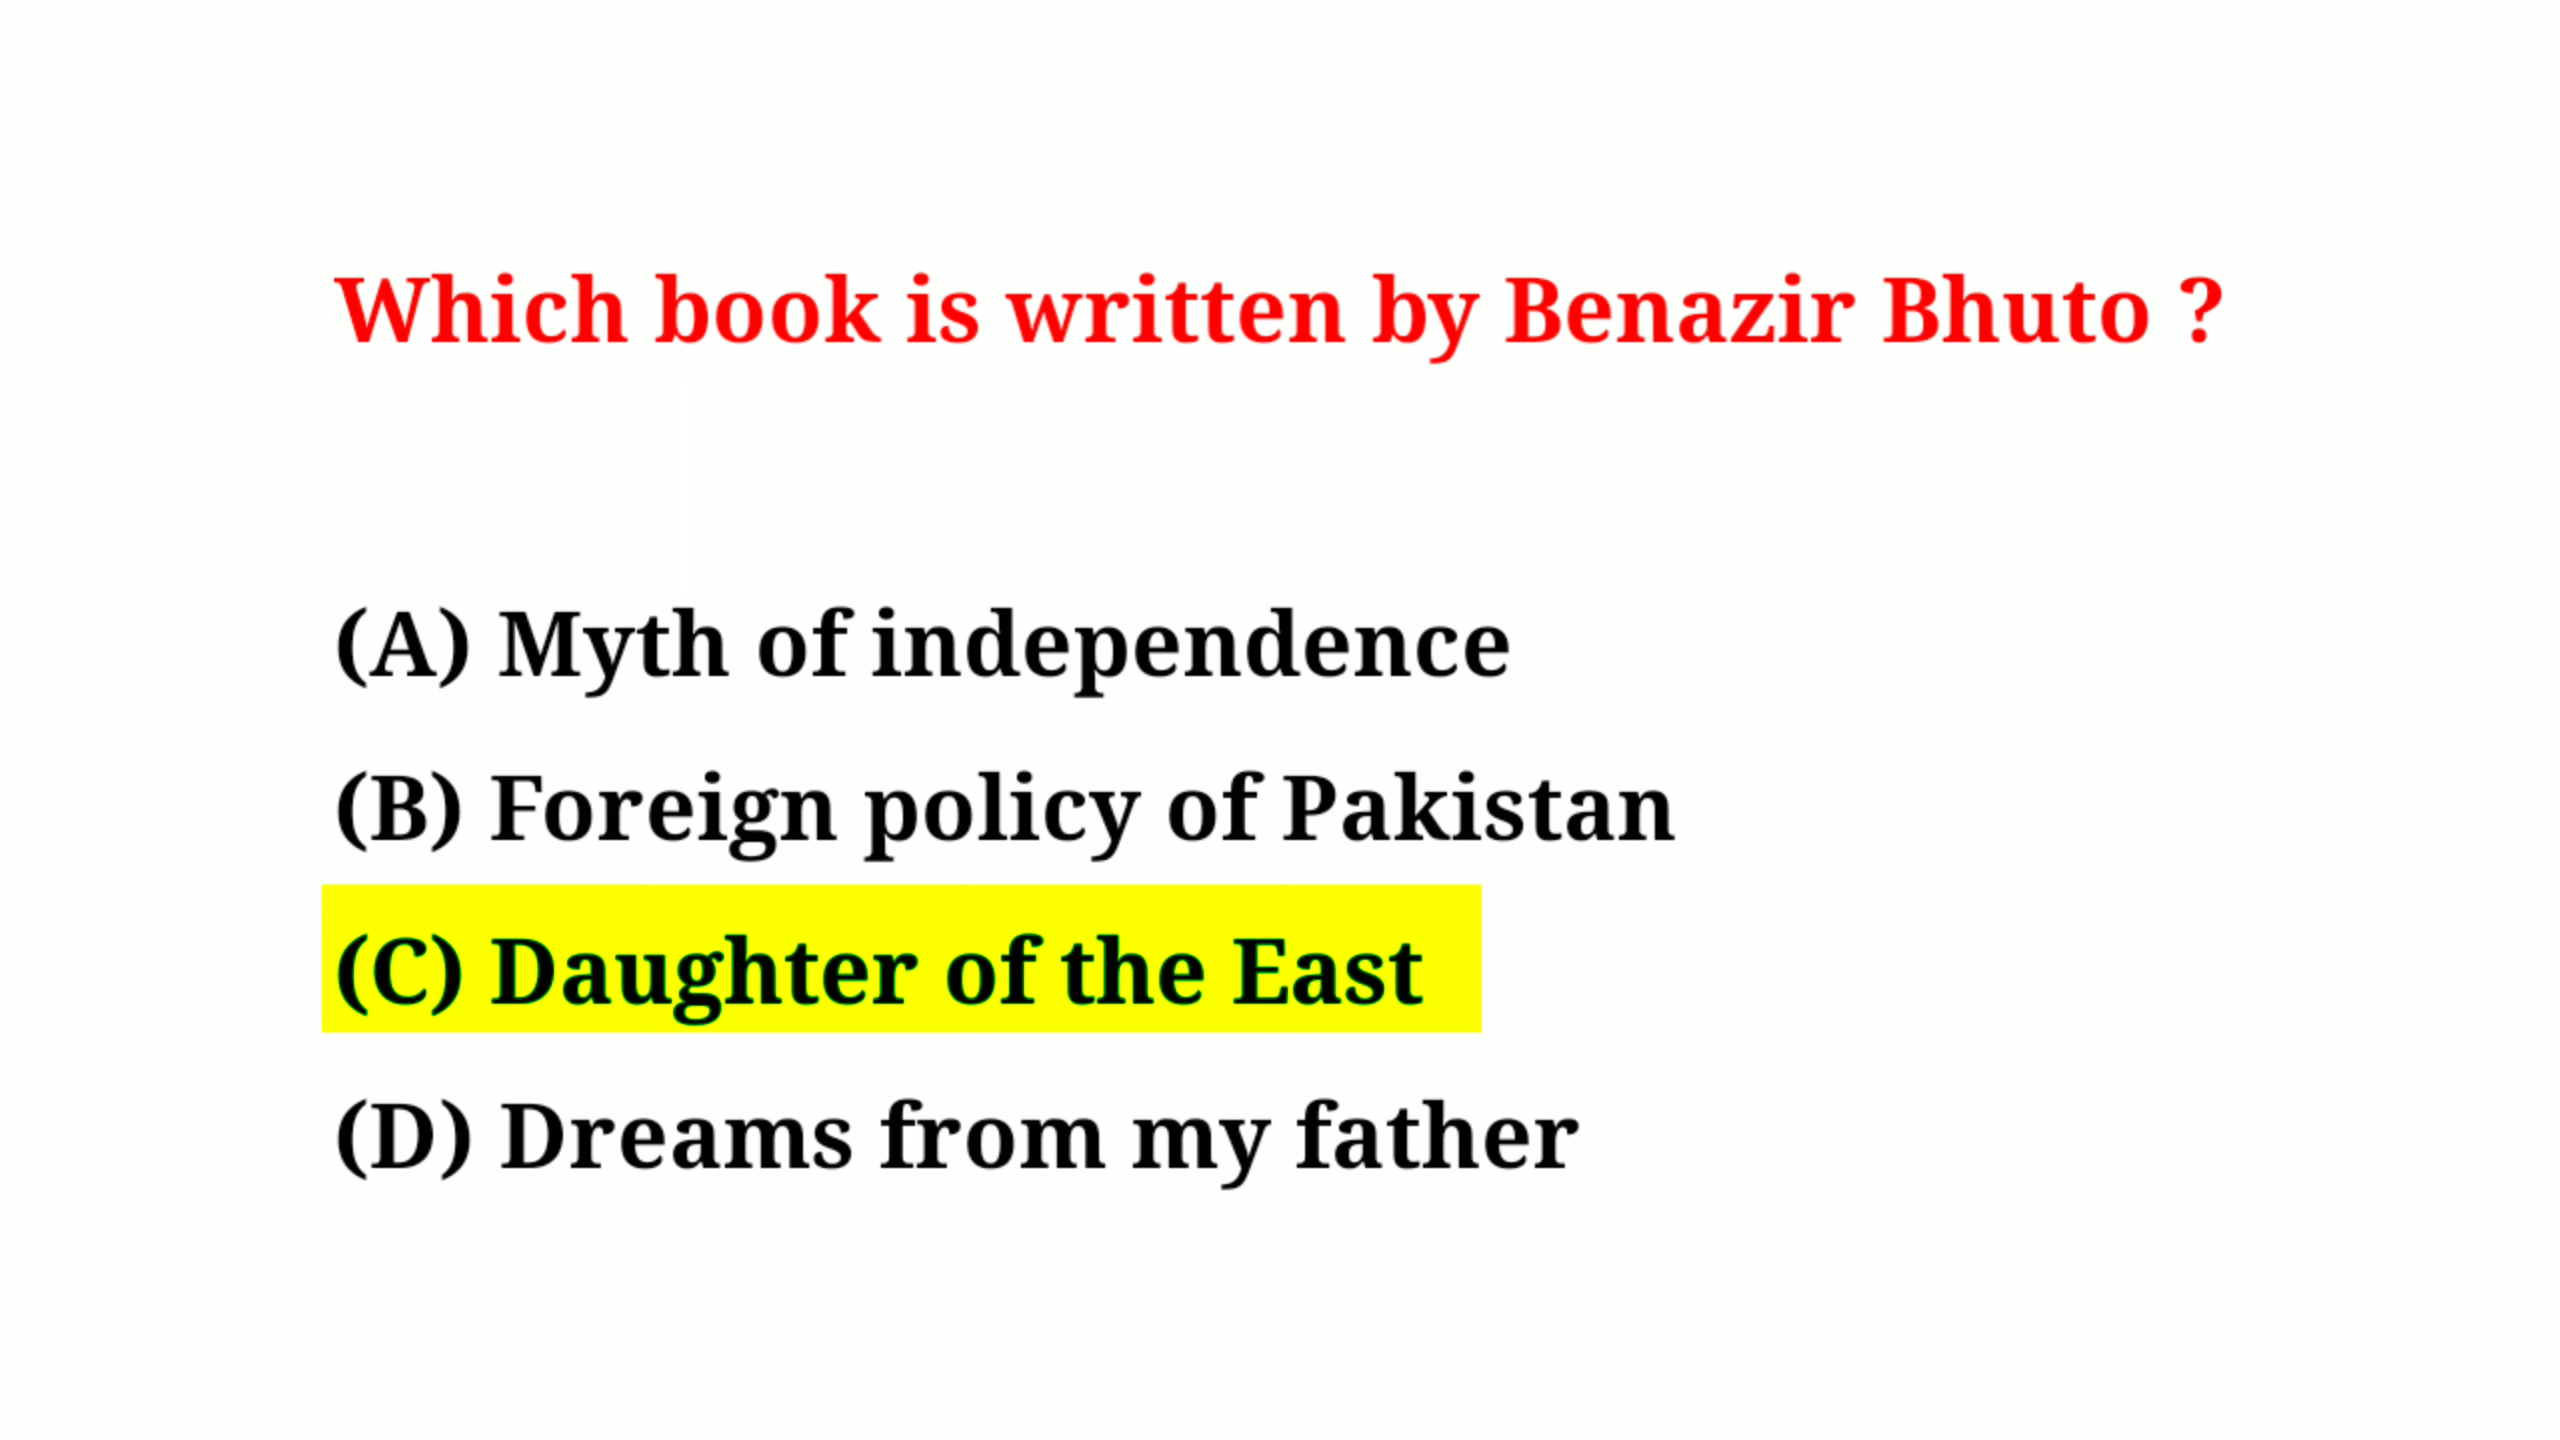 Which book is written by Benazir Bhuto ?
(A) Myth of independence
(B) Foreign policy of Pakistan
(C) Daughter of the East
(D) Dreams from my father